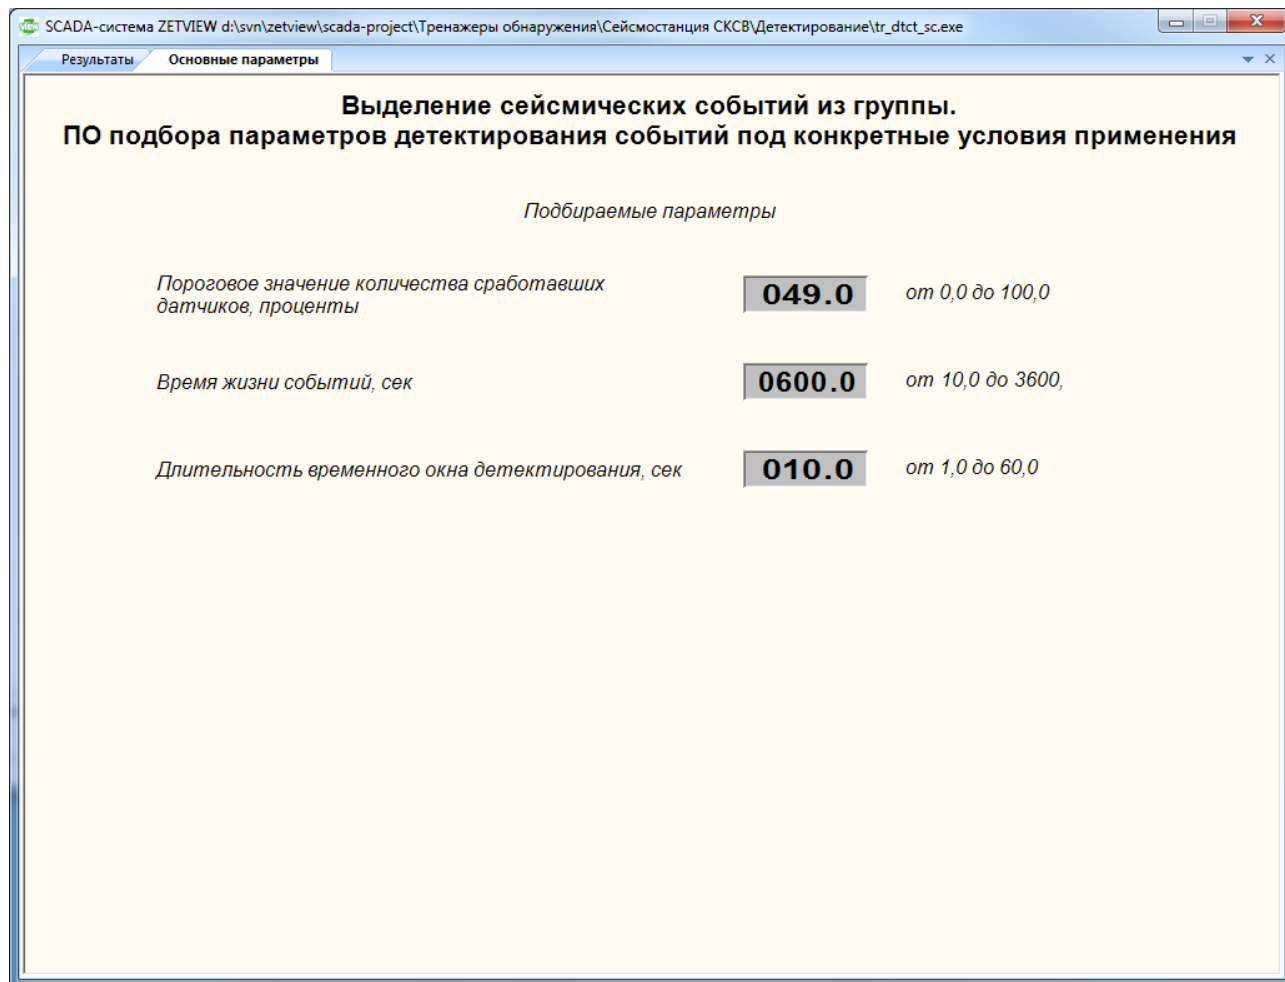 SCADA-система ZETVIEW d:\svn\zetview\scada-project\Тренажеры обнаружения\Сейсмостанция СКСВ\Детектирование\tr_dtct_sc.exe
Результаты Основные параметры
Выделение сейсмических событий из группы.
ПО подбора параметров детектирования событий под конкретные условия применения
Подбираемые параметры
Пороговое значение количества сработавших
датчиков, проценты
049.0 от 0,0 до 100,0
Время жизни событий, сек 0600.0 от 10,0 до 3600,
Длительность временного окна детектирования, сек 010.0 от 1,0 до 60,0